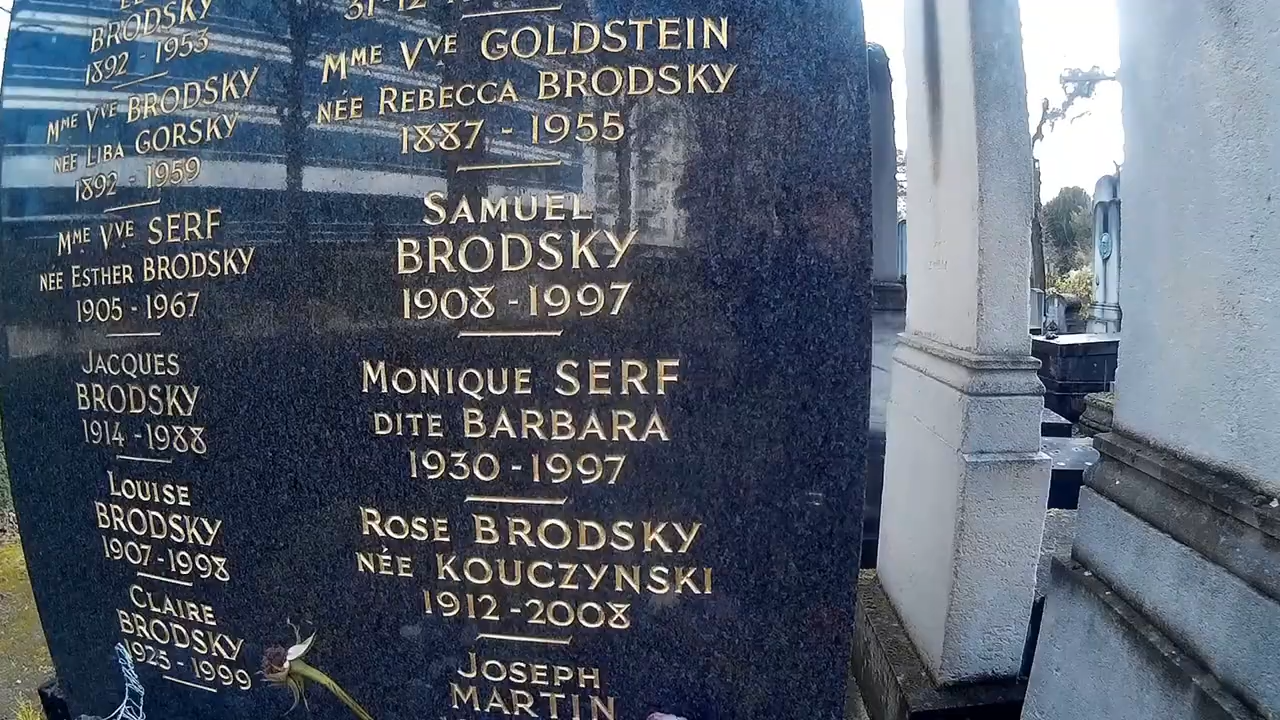 BRODSKY
1892 - 1953
MME VVE BRODSKY
NÉE LIBA GORSKY
1892 - 1959
MME VVE SERF
NÉE ESTHER BRODSKY
1905 - 1967
JACQUES
BRODSKY
1914 - 1988
LOUISE
BRODSKY
1907 - 1998
CLAIRE
BRODSKY
1925 - 1999
31-12
MME VVE GOLDSTEIN
NÉE REBECCA BRODSKY
1887 - 1955
SAMUEL
BRODSKY
1908 - 1997
MONIQUE SERF
DITE BARBARA
1930 - 1997
ROSE BRODSKY
NÉE KOUCZYNSKI
1912 - 2008
JOSEPH
MARTIN